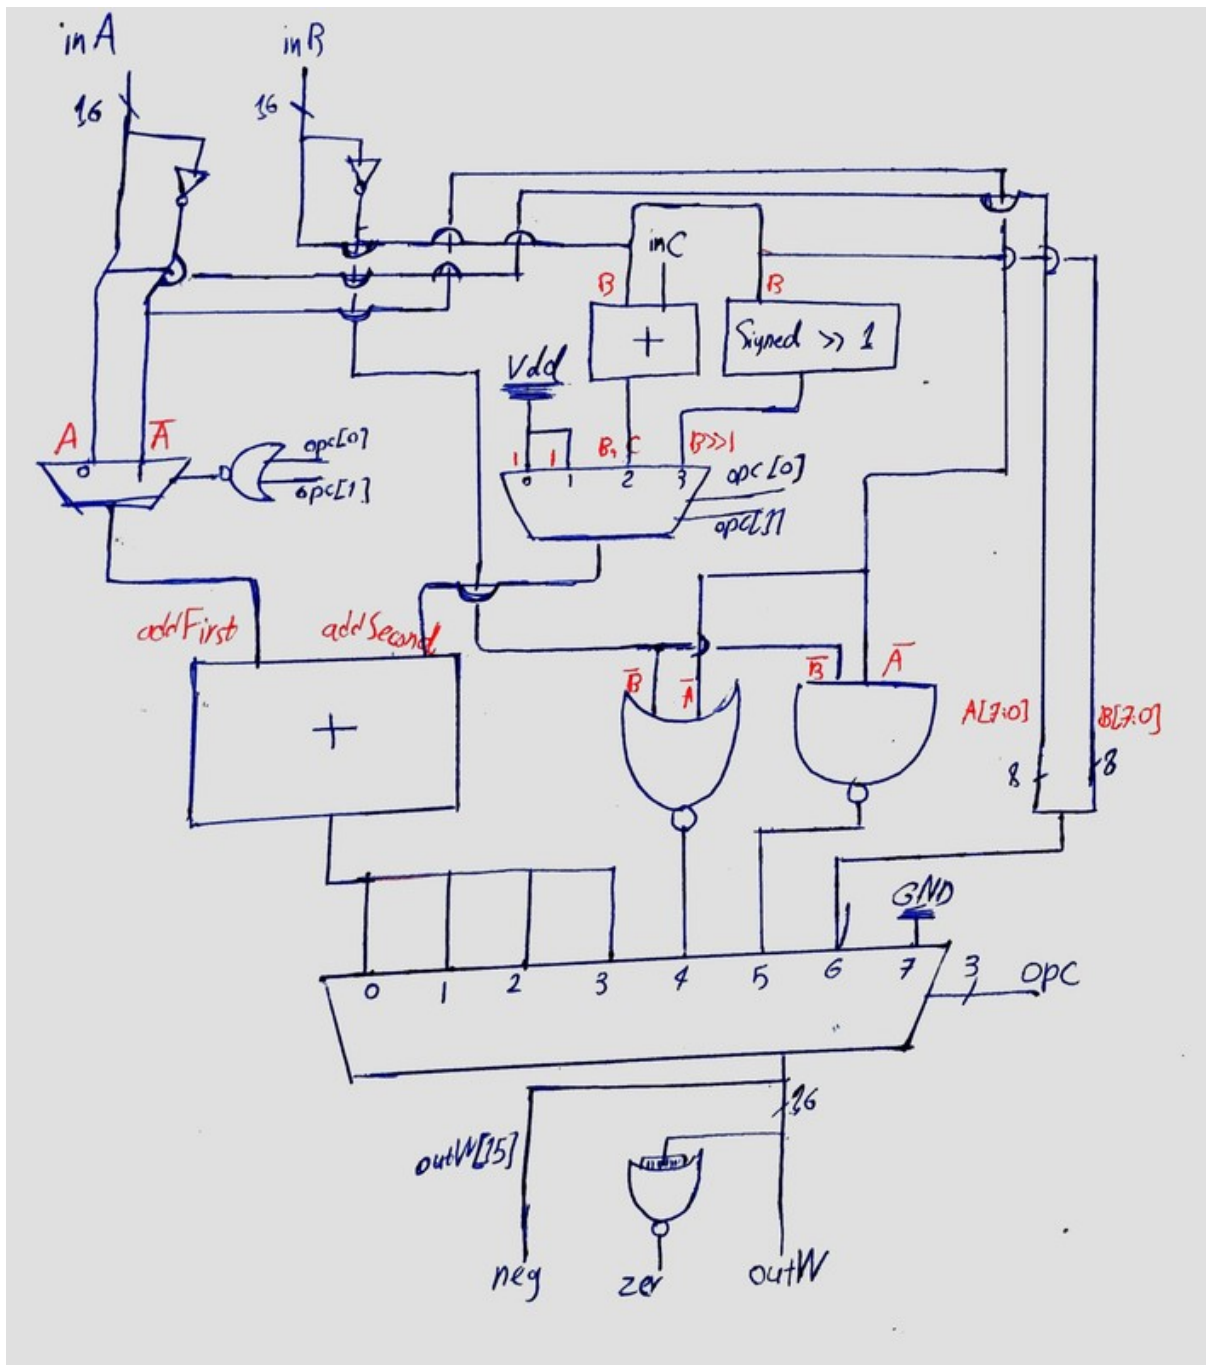 inA
inB
16
16
inC
B
B
+
Signed >> 1
Vdd
A
A̅
opc[0]
opc[1]
1
1
B, C
B>>1
0
0
1
2
3
opc[0]
opc[1]
addFirst
addSecond
+
B̅
A̅
B̅
A̅
A[7:0]
B[7:0]
8
8
GND
0
1
2
3
4
5
6
7
3
opc
16
outW[15]
neg
zer
outW